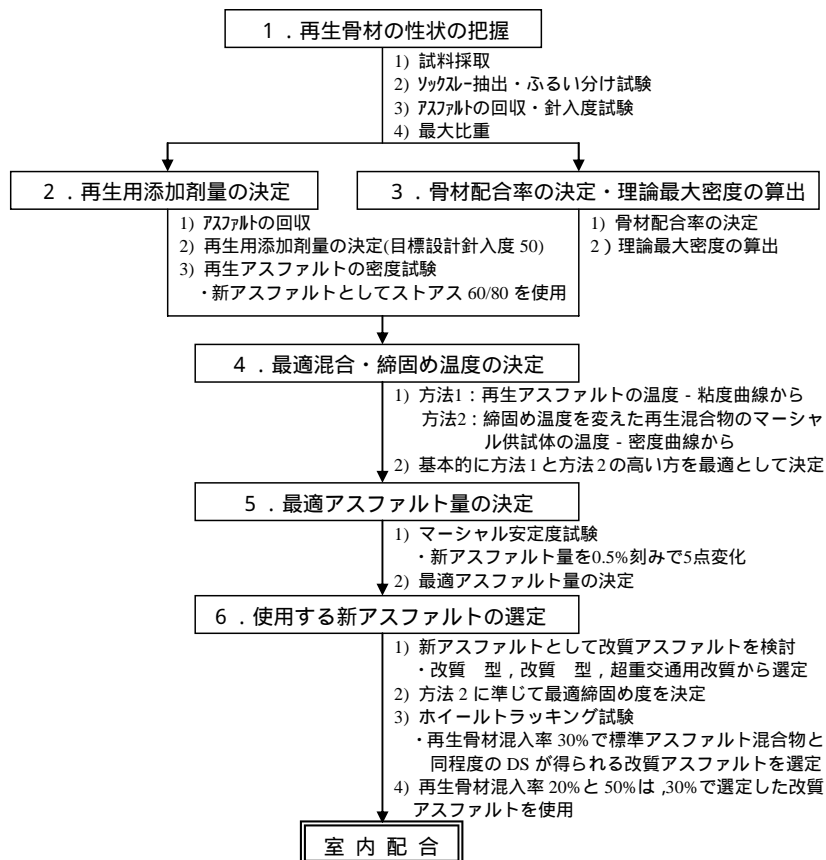 1．再生骨材の性状の把握
1) 試料採取
2) ｿｯｸｽﾚｰ抽出・ふるい分け試験
3) ｱｽﾌｧﾙﾄの回収・針入度試験
4) 最大比重
2．再生用添加剤量の決定
1) ｱｽﾌｧﾙﾄの回収
2) 再生用添加剤量の決定(目標設計針入度 50)
3) 再生アスファルトの密度試験
・新アスファルトとしてストアス 60/80 を使用
3．骨材配合率の決定・理論最大密度の算出
1) 骨材配合率の決定
2）理論最大密度の算出
4．最適混合・締固め温度の決定
1) 方法1：再生アスファルトの温度 - 粘度曲線から
方法2：締固め温度を変えた再生混合物のマーシャ
ル供試体の温度 - 密度曲線から
2) 基本的に方法 1 と方法 2 の高い方を最適として決定
5．最適アスファルト量の決定
1) マーシャル安定度試験
・新アスファルト量を0.5%刻みで5点変化
2) 最適アスファルト量の決定
6．使用する新アスファルトの選定
1) 新アスファルトとして改質アスファルトを検討
・改質　型，改質　型，超重交通用改質から選定
2) 方法 2 に準じて最適締固め度を決定
3) ホイールトラッキング試験
・再生骨材混入率 30%で標準アスファルト混合物と
同程度の DS が得られる改質アスファルトを選定
4) 再生骨材混入率 20%と 50%は ,30%で選定した改質
アスファルトを使用
室 内 配 合